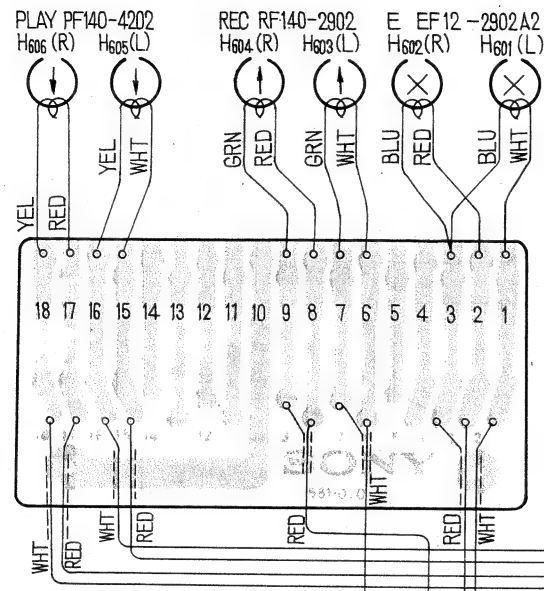 PLAY PF140-4202 REC RF140-2902 E EF12-2902A2
H606 (R) H605(L) H604(R) H603(L) H602(R) H601(L)
YEL RED YEL WHT GRN RED GRN WHT BLU RED BLU WHT
18 17 16 15 14 13 12 11 10 9 8 7 6 5 4 3 2 1
WHT RED WHT RED RED WHT RED WHT